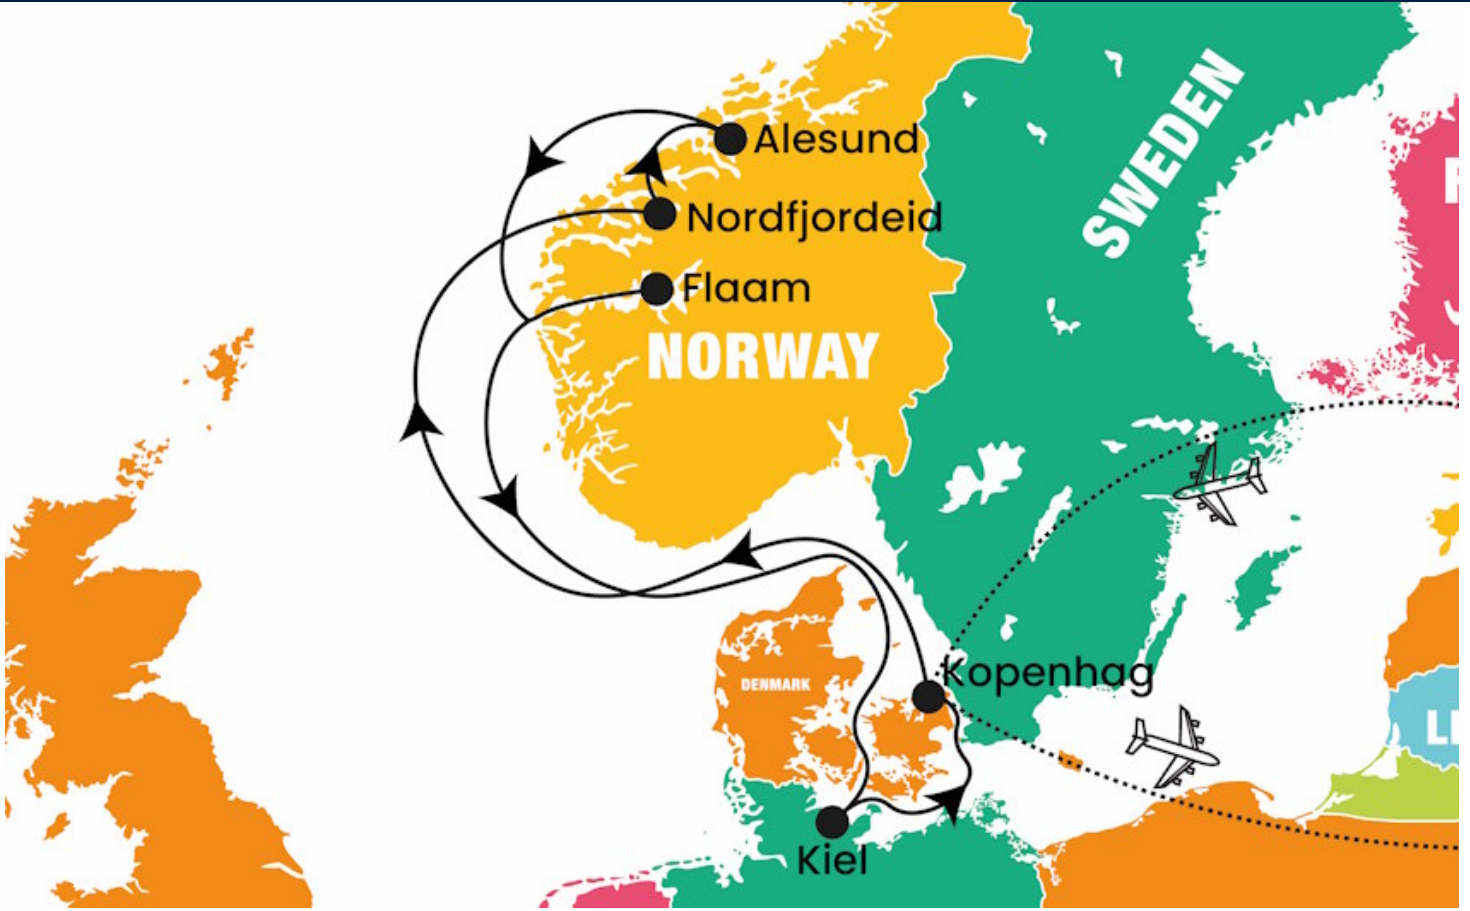 SWEDEN
Alesund
Nordfjordeid
Flaam
NORWAY
Kopenhag
DENMARK
Kiel